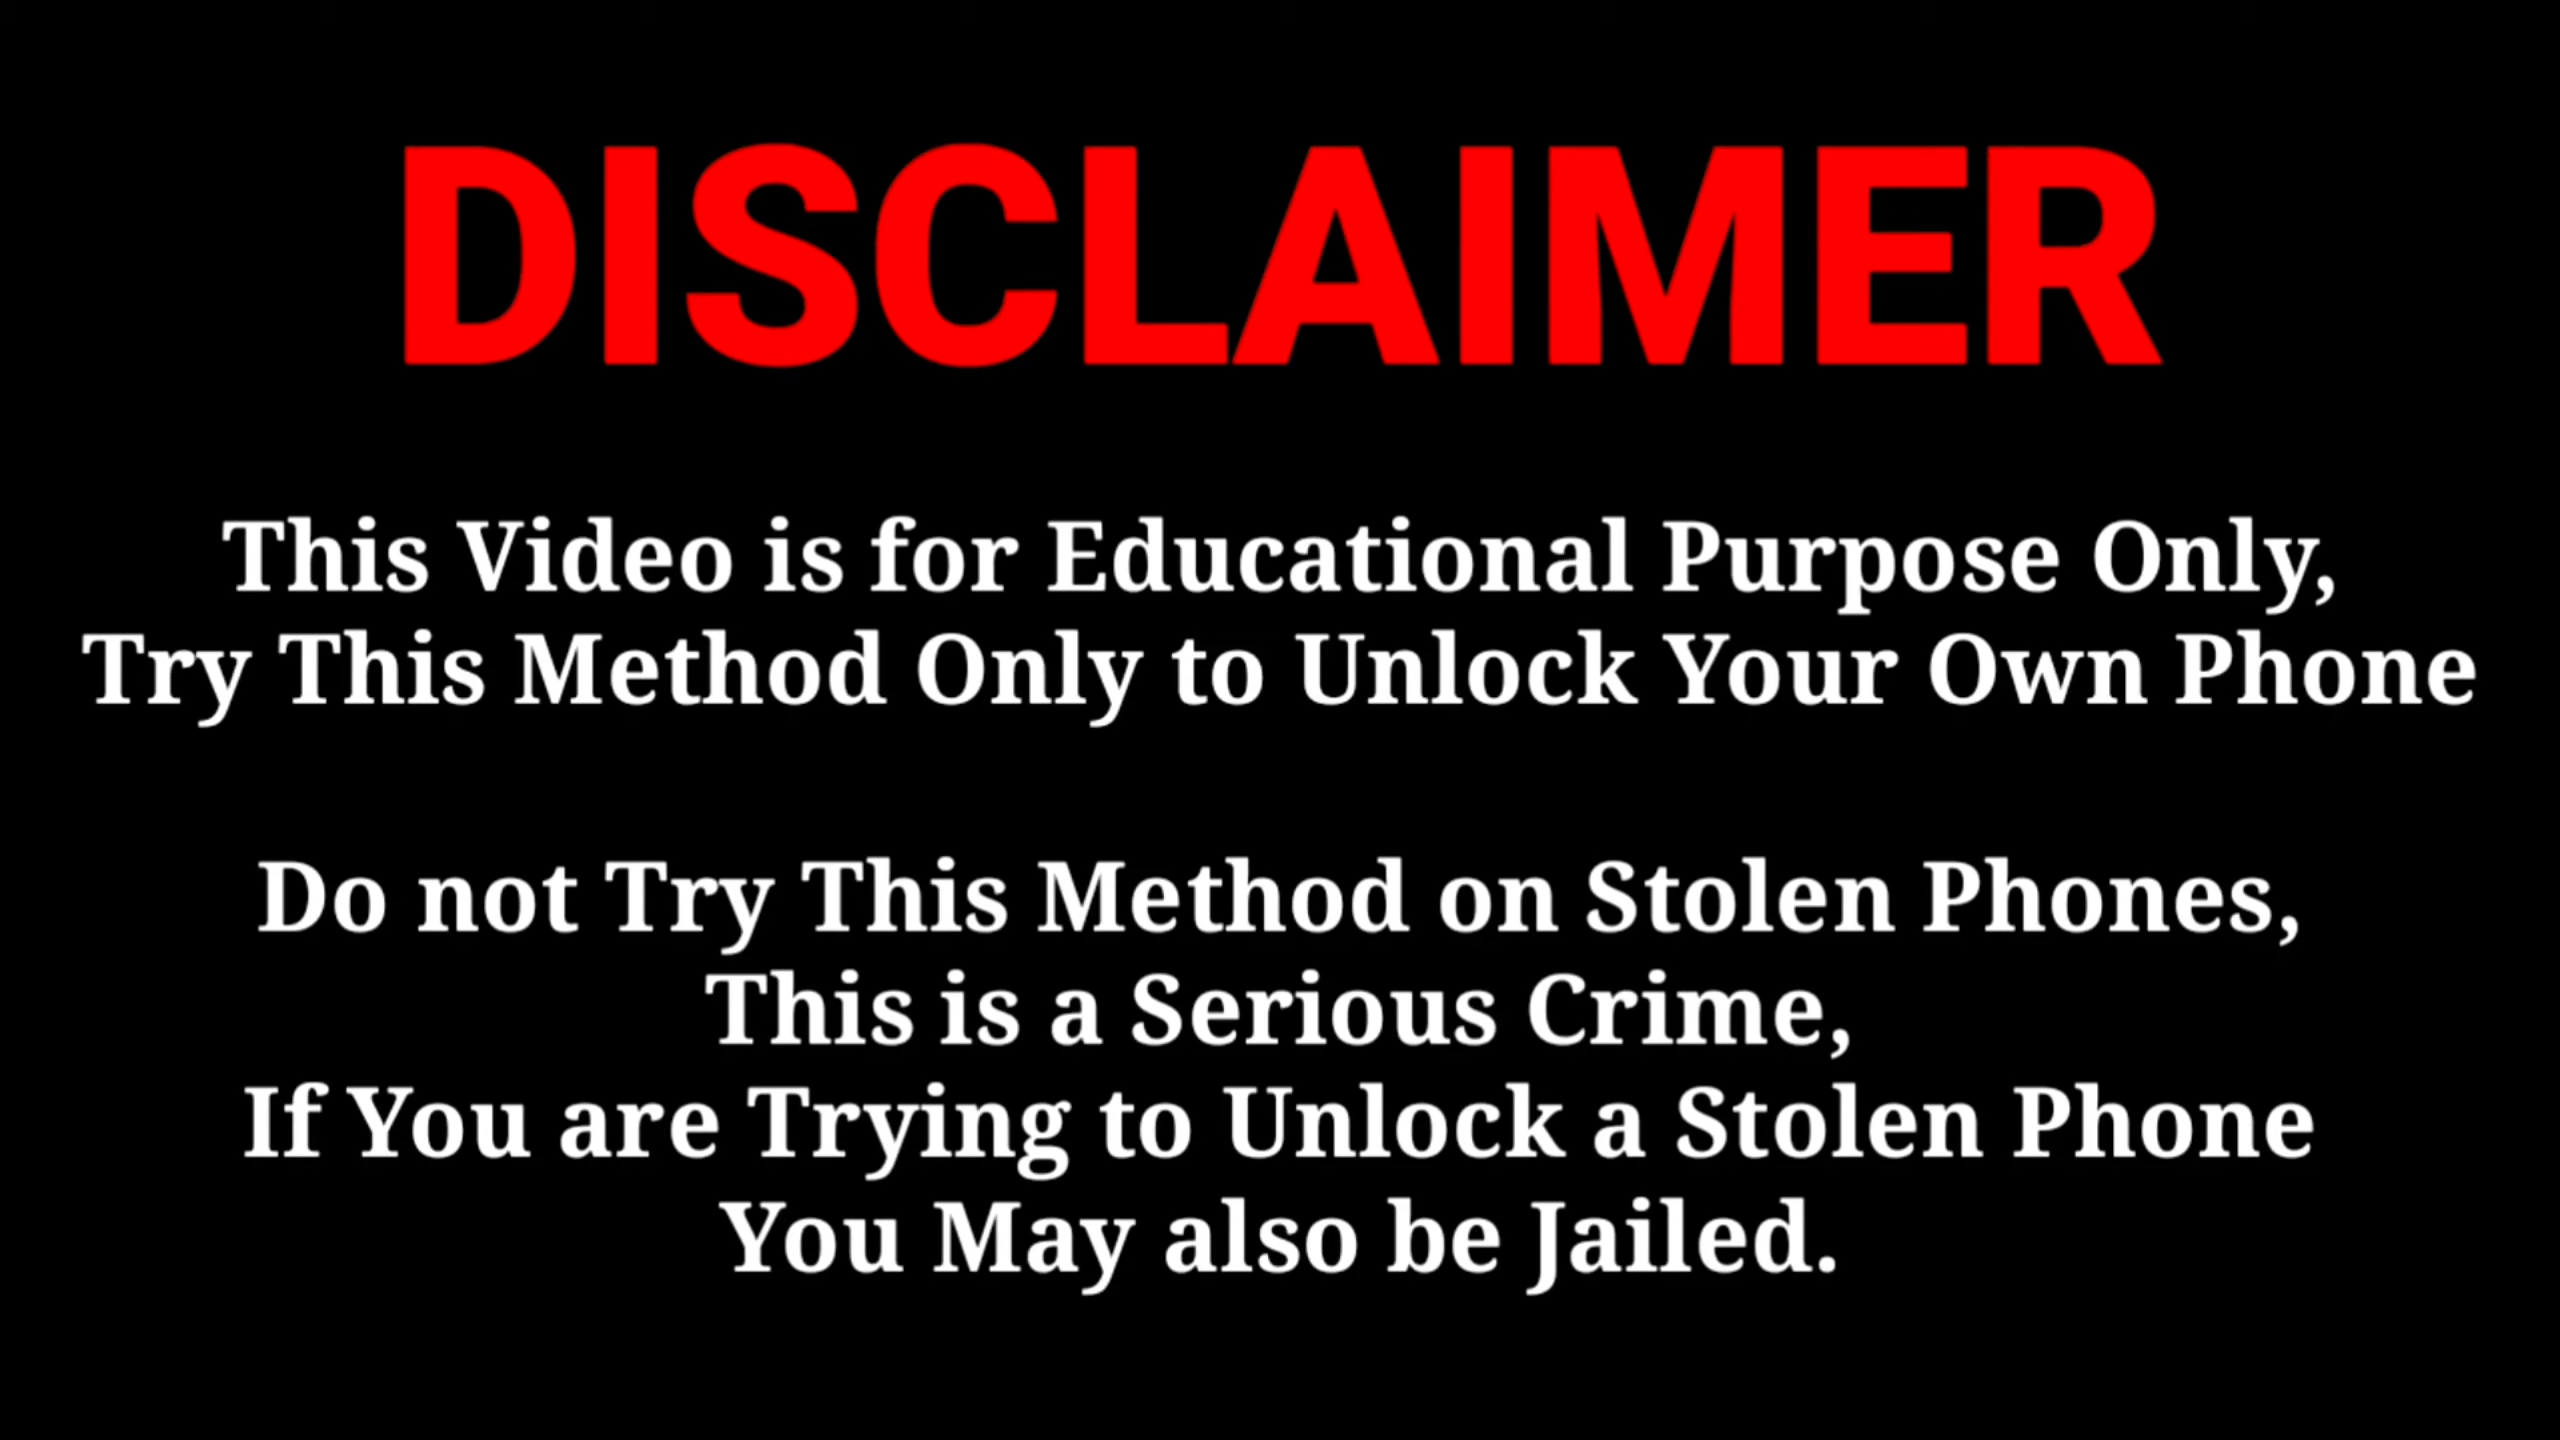 DISCLAIMER
This Video is for Educational Purpose Only,
Try This Method Only to Unlock Your Own Phone
Do not Try This Method on Stolen Phones,
This is a Serious Crime,
If You are Trying to Unlock a Stolen Phone
You May also be Jailed.